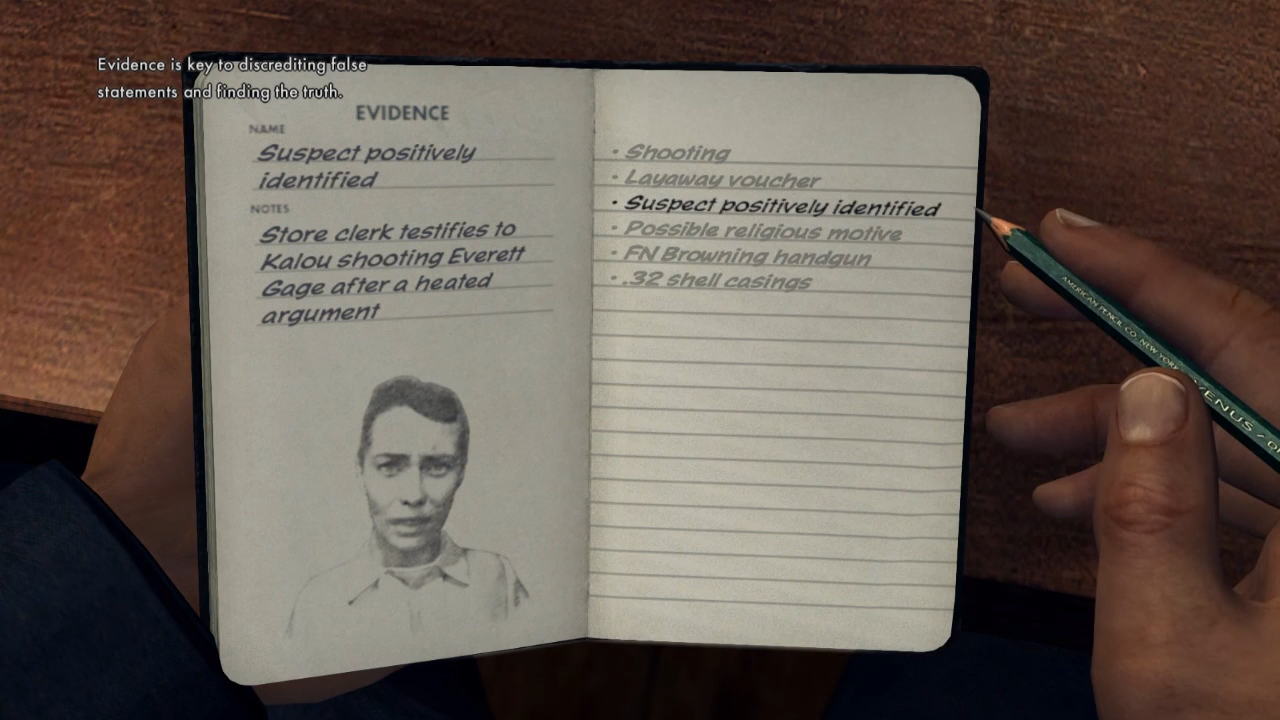 Evidence is key to discrediting false
statements and finding the truth.
EVIDENCE
NAME
Suspect positively
identified
NOTES
Store clerk testifies to
Kalou shooting Everett
Gage after a heated
argument
• Shooting
• Layaway voucher
• Suspect positively identified
• Possible religious motive
• FN Browning handgun
• .32 shell casings
AMERICAN PENCIL CO. NEW YORK
VENUS